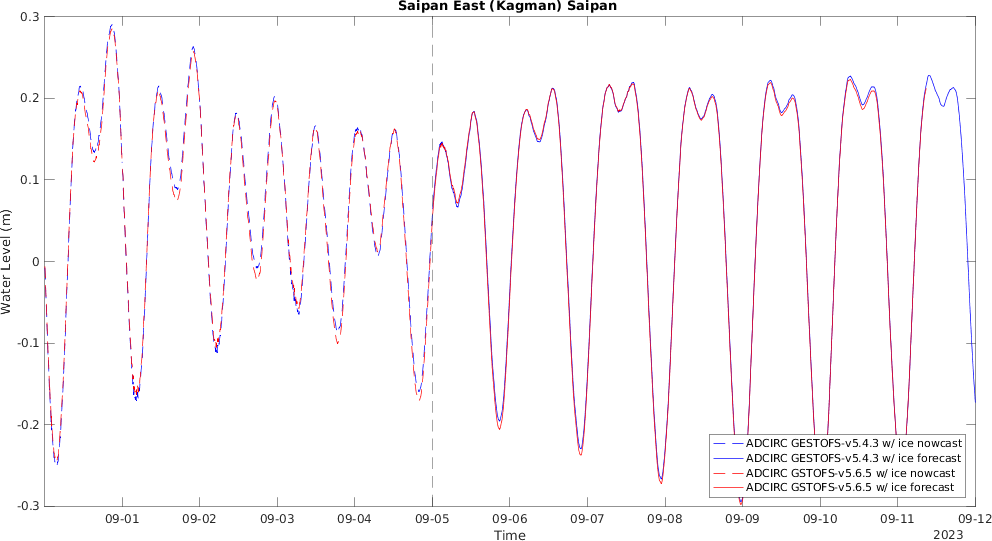 Saipan East (Kagman) Saipan
Water Level (m)
0.3
0.2
0.1
0
-0.1
-0.2
-0.3
ADCIRC GESTOFS-v5.4.3 w/ ice nowcast
ADCIRC GESTOFS-v5.4.3 w/ ice forecast
ADCIRC GSTOFS-v5.6.5 w/ ice nowcast
ADCIRC GSTOFS-v5.6.5 w/ ice forecast
09-01 09-02 09-03 09-04 09-05 09-06 09-07 09-08 09-09 09-10 09-11 09-12
Time
2023